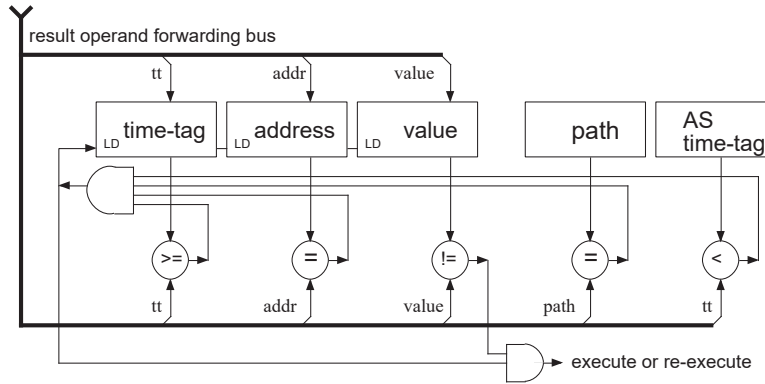 result operand forwarding bus
tt addr value
LD time-tag LD address LD value path AS
time-tag
>= = != = <
tt addr value path tt
execute or re-execute